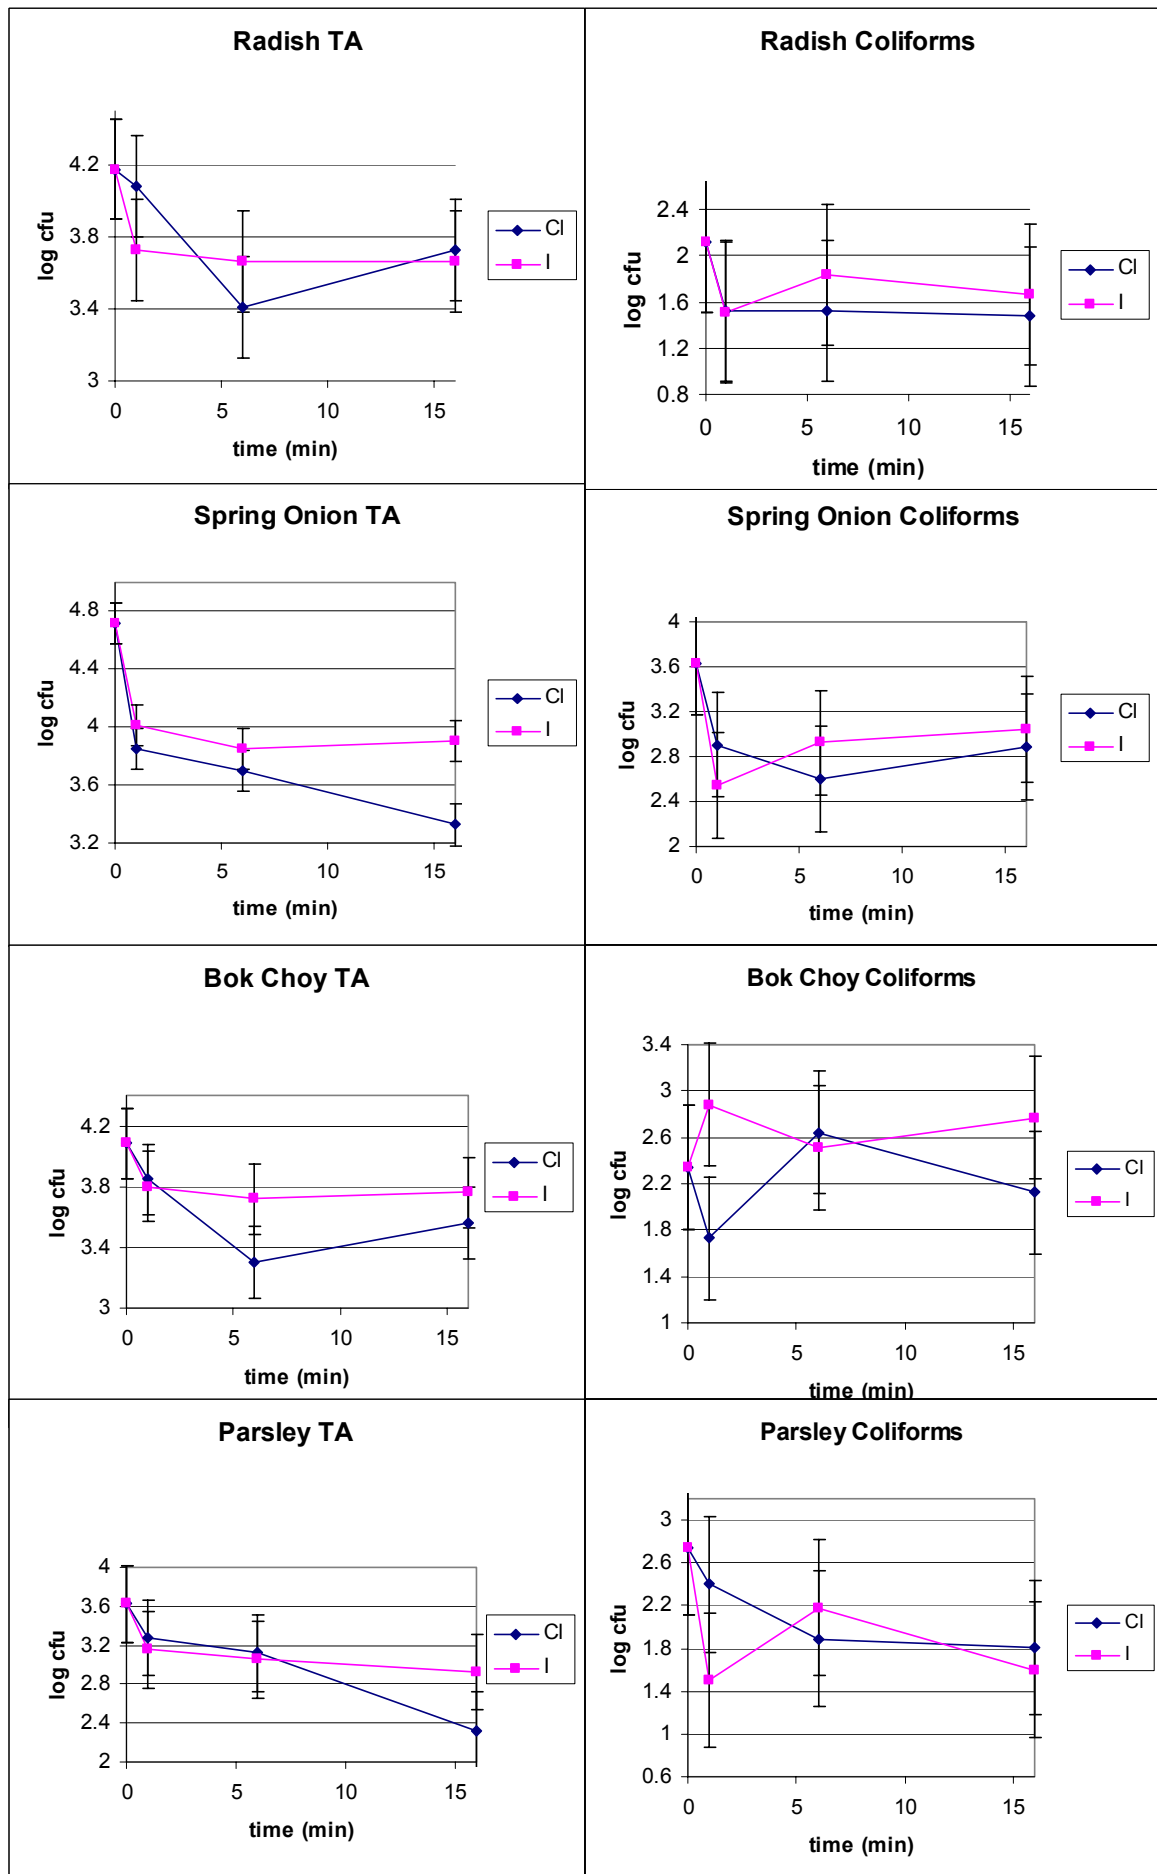 Radish TA
4.2
3.8
3.4
3
log cfu
0 5 10 15
time (min)
Cl
I
Radish Coliforms
2.4
2
1.6
1.2
0.8
log cfu
0 5 10 15
time (min)
Cl
I
Spring Onion TA
4.8
4.4
4
3.6
3.2
log cfu
0 5 10 15
time (min)
Cl
I
Spring Onion Coliforms
4
3.6
3.2
2.8
2.4
2
log cfu
0 5 10 15
time (min)
Cl
I
Bok Choy TA
4.2
3.8
3.4
3
log cfu
0 5 10 15
time (min)
Cl
I
Bok Choy Coliforms
3.4
3
2.6
2.2
1.8
1.4
1
log cfu
0 5 10 15
time (min)
Cl
I
Parsley TA
4
3.6
3.2
2.8
2.4
2
log cfu
0 5 10 15
time (min)
Cl
I
Parsley Coliforms
3
2.6
2.2
1.8
1.4
1
0.6
log cfu
0 5 10 15
time (min)
Cl
I